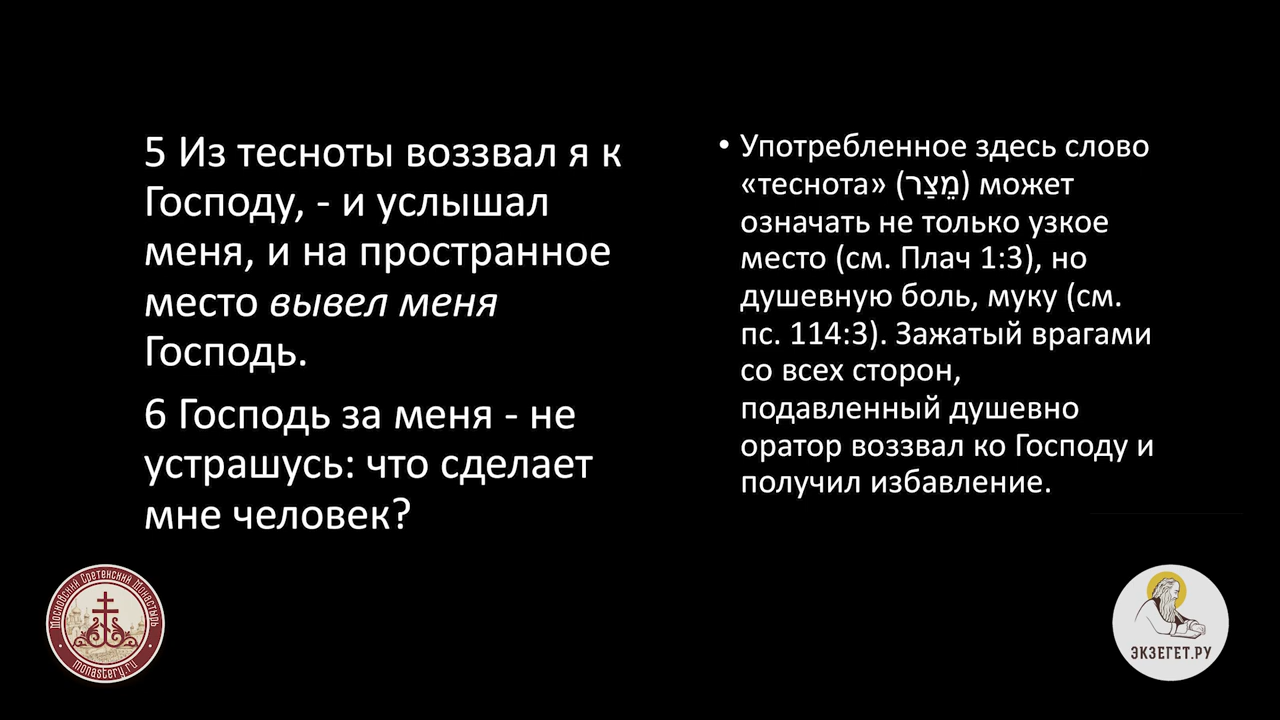 5 Из тесноты воззвал я к
Господу, - и услышал
меня, и на пространное
место вывел меня
Господь.
6 Господь за меня - не
устрашусь: что сделает
мне человек?
• Употребленное здесь слово
«теснота» (מֵצַר) может
означать не только узкое
место (см. Плач 1:3), но
душевную боль, муку (см.
пс. 114:3). Зажатый врагами
со всех сторон,
подавленный душевно
оратор воззвал ко Господу и
получил избавление.
Московский Сретенский Монастырь
monastery.ru
ЭКЗЕГЕТ.РУ